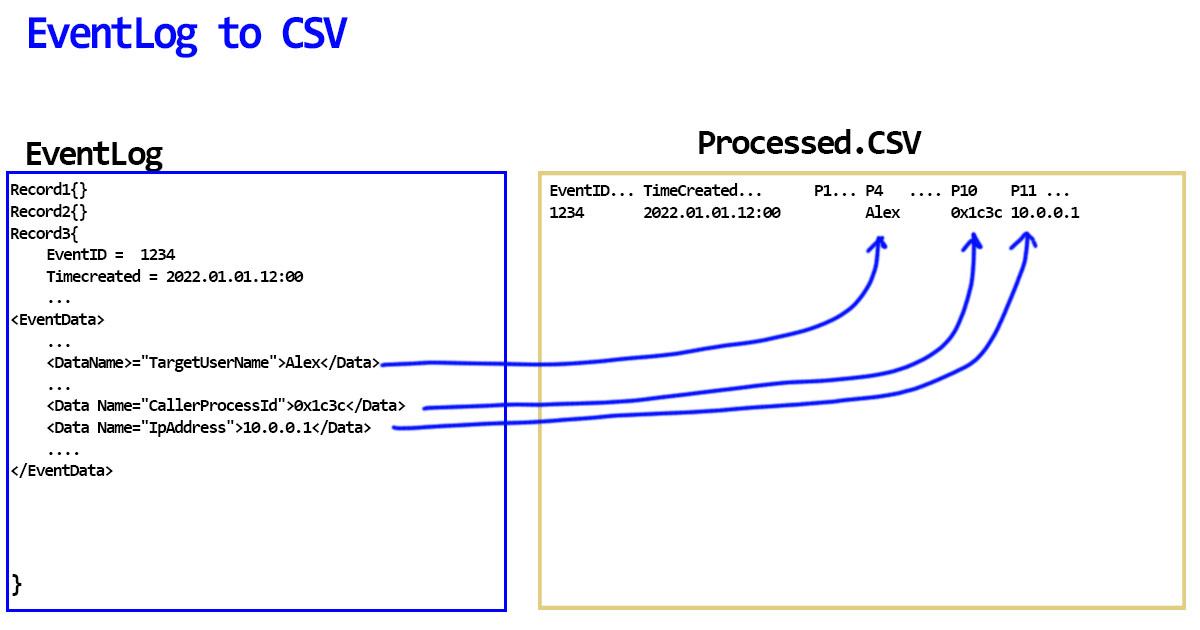 EventLog to CSV
EventLog
Record1{}
Record2{}
Record3{
EventID =  1234
Timecreated = 2022.01.01.12:00
...
<EventData>
...
<DataName>="TargetUserName">Alex</Data>
...
<Data Name="CallerProcessId">0x1c3c</Data>
<Data Name="IpAddress">10.0.0.1</Data>
....
</EventData>
}
Processed.CSV
EventID... TimeCreated... P1... P4 .... P10 P11 ...
1234 2022.01.01.12:00 Alex 0x1c3c 10.0.0.1